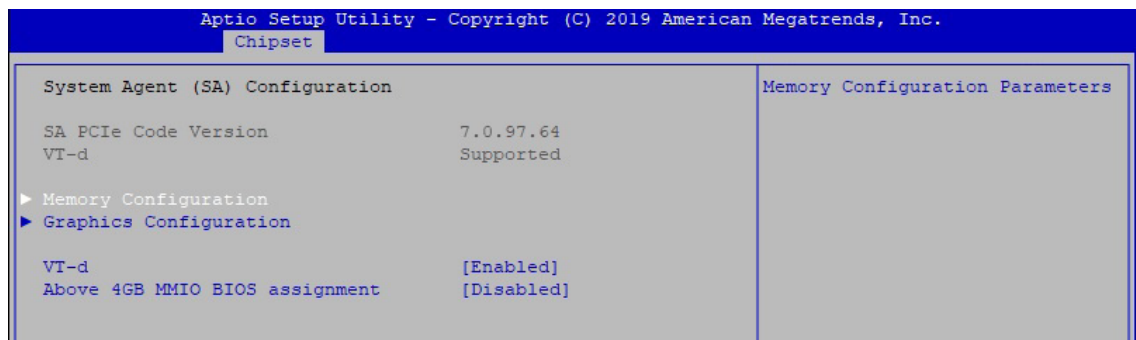 Aptio Setup Utility - Copyright (C) 2019 American Megatrends, Inc.
Chipset
System Agent (SA) Configuration
Memory Configuration Parameters
SA PCIe Code Version 7.0.97.64
VT-d Supported
► Memory Configuration
► Graphics Configuration
VT-d [Enabled]
Above 4GB MMIO BIOS assignment [Disabled]